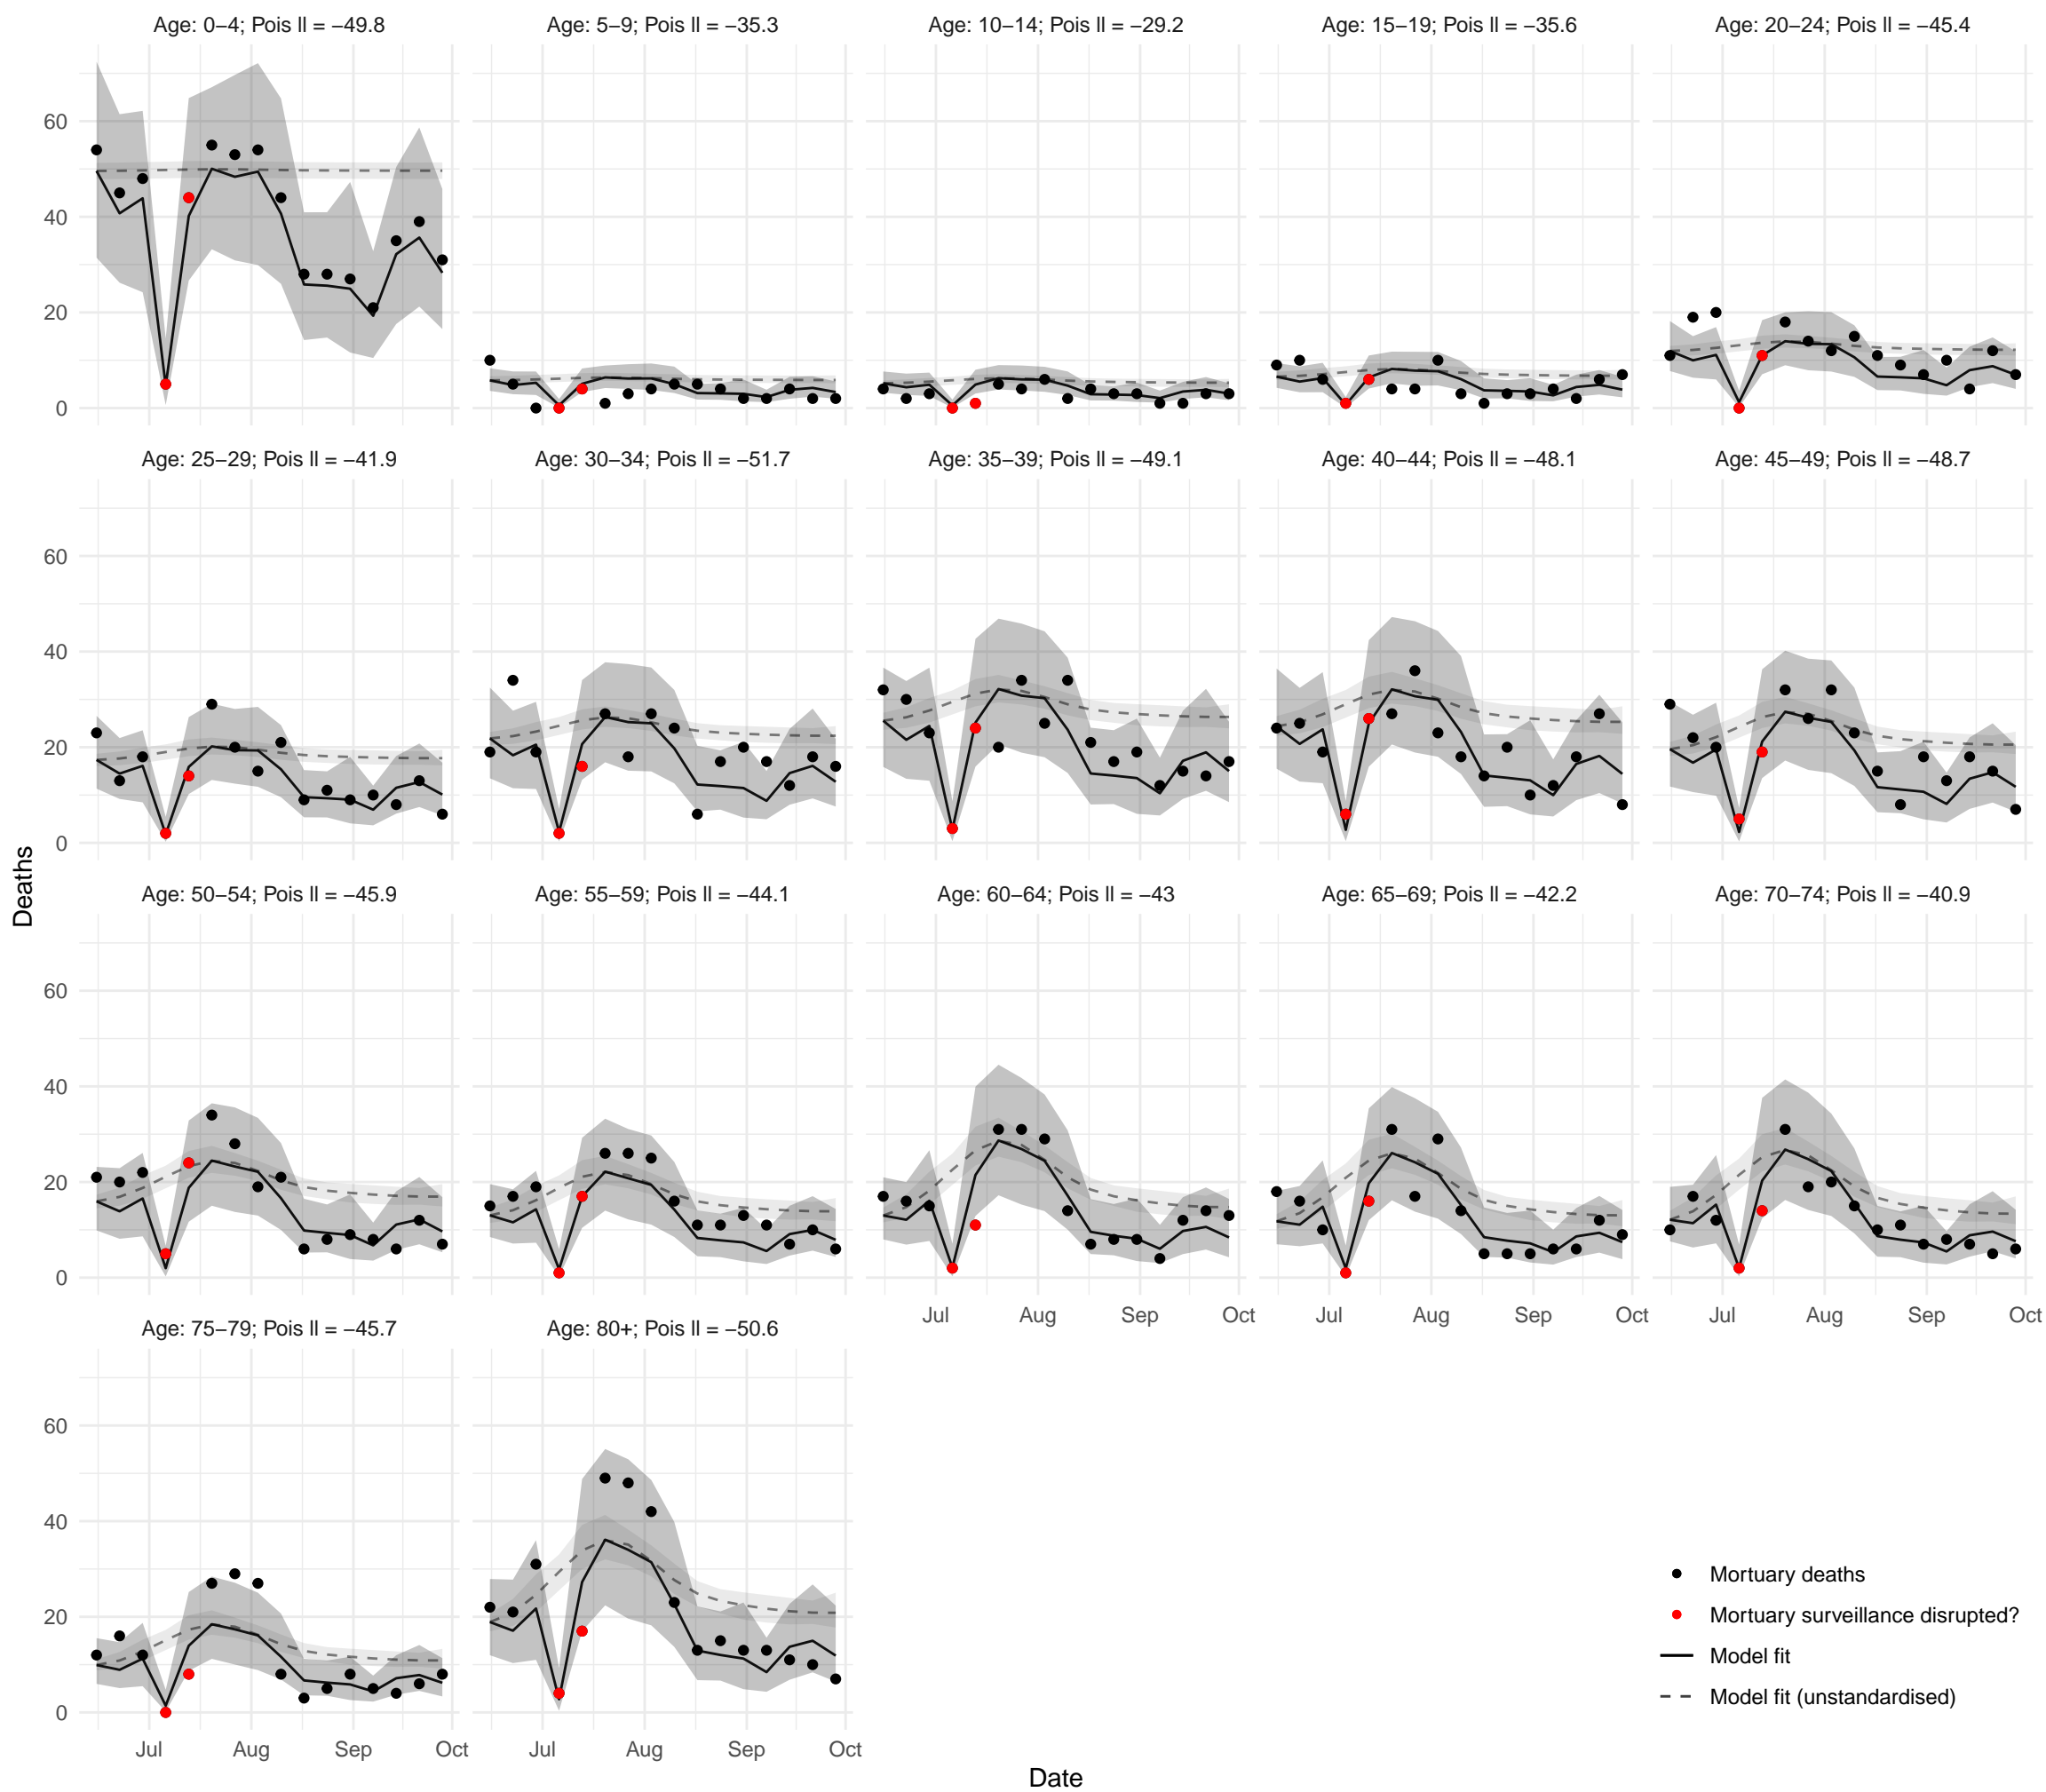 Age: 0−4; Pois ll = −49.8
Age: 5−9; Pois ll = −35.3
Age: 10−14; Pois ll = −29.2
Age: 15−19; Pois ll = −35.6
Age: 20−24; Pois ll = −45.4
60
40
20
0
Age: 25−29; Pois ll = −41.9
Age: 30−34; Pois ll = −51.7
Age: 35−39; Pois ll = −49.1
Age: 40−44; Pois ll = −48.1
Age: 45−49; Pois ll = −48.7
60
40
20
0
Deaths
Age: 50−54; Pois ll = −45.9
Age: 55−59; Pois ll = −44.1
Age: 60−64; Pois ll = −43
Age: 65−69; Pois ll = −42.2
Age: 70−74; Pois ll = −40.9
60
40
20
0
Jul Aug Sep Oct
Jul Aug Sep Oct
Jul Aug Sep Oct
Age: 75−79; Pois ll = −45.7
Age: 80+; Pois ll = −50.6
60
40
20
0
Jul Aug Sep Oct
Jul Aug Sep Oct
Mortuary deaths
Mortuary surveillance disrupted?
Model fit
Model fit (unstandardised)
Date